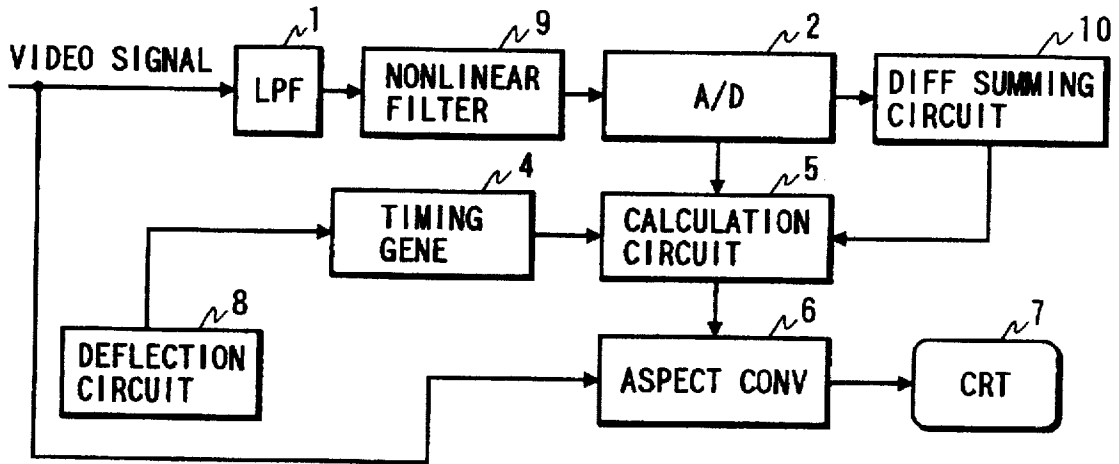 1
9
2
10
VIDEO SIGNAL
LPF
NONLINEAR
FILTER
A/D
DIFF SUMMING
CIRCUIT
4
5
TIMING
GENE
CALCULATION
CIRCUIT
8
6
7
DEFLECTION
CIRCUIT
ASPECT CONV
CRT